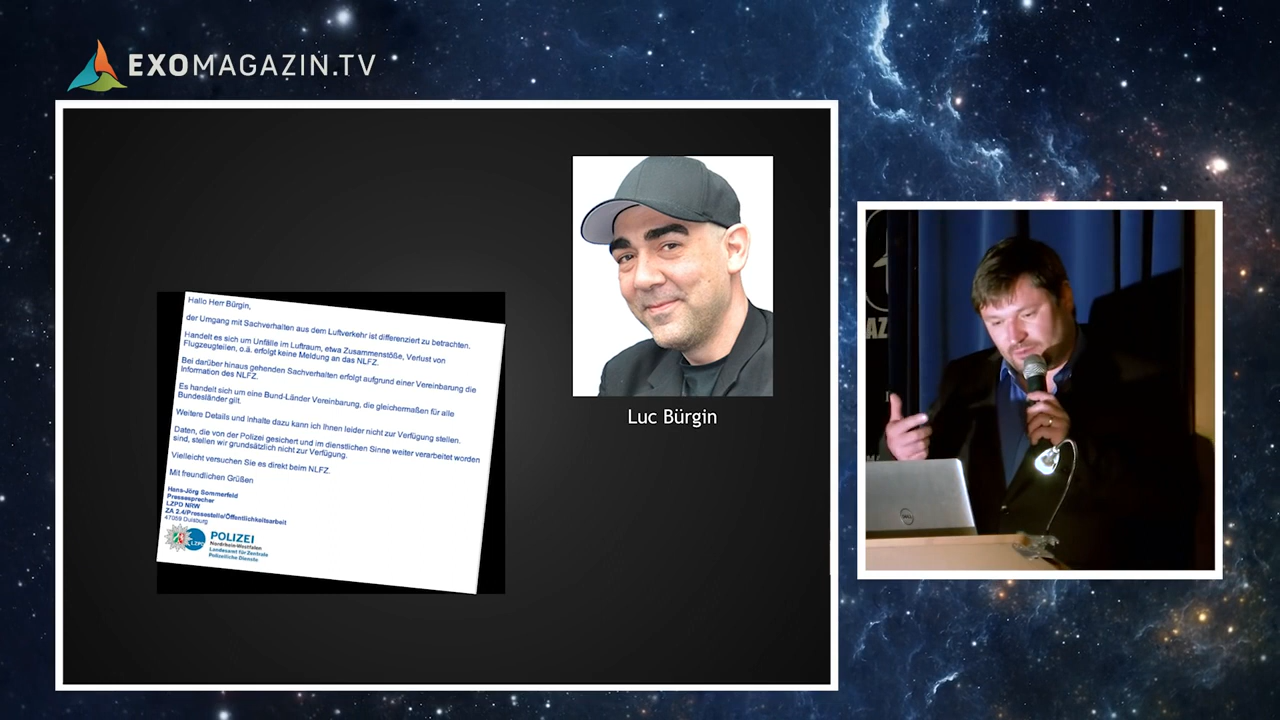 EXOMAGAZIN.TV
Hallo Herr Bürgin,
der Umgang mit Sachverhalten aus dem Luftverkehr ist differenziert zu betrachten.
Handelt es sich um Unfälle im Luftraum, etwa Zusammenstöße, Verlust von
Flugzeugteilen, o.ä. erfolgt keine Meldung an das NLFZ.
Bei darüber hinaus gehenden Sachverhalten erfolgt aufgrund einer Vereinbarung die
Information des NLFZ.
Es handelt sich um eine Bund-Länder Vereinbarung, die gleichermaßen für alle
Bundesländer gilt.
Weitere Details und Inhalte dazu kann ich Ihnen leider nicht zur Verfügung stellen.
Daten, die von der Polizei gesichert und im dienstlichen Sinne weiter verarbeitet worden
sind, stellen wir grundsätzlich nicht zur Verfügung.
Vielleicht versuchen Sie es direkt beim NLFZ.
Mit freundlichen Grüßen
Hans-Jörg Sommerfeld
Pressesprecher
LZPD NRW
ZA 2.4/Pressestelle/Öffentlichkeitsarbeit
47059 Duisburg
LZPD
POLIZEI
Nordrhein-Westfalen
Landesamt für Zentrale
Polizeiliche Dienste
Luc Bürgin
AZ
DELL